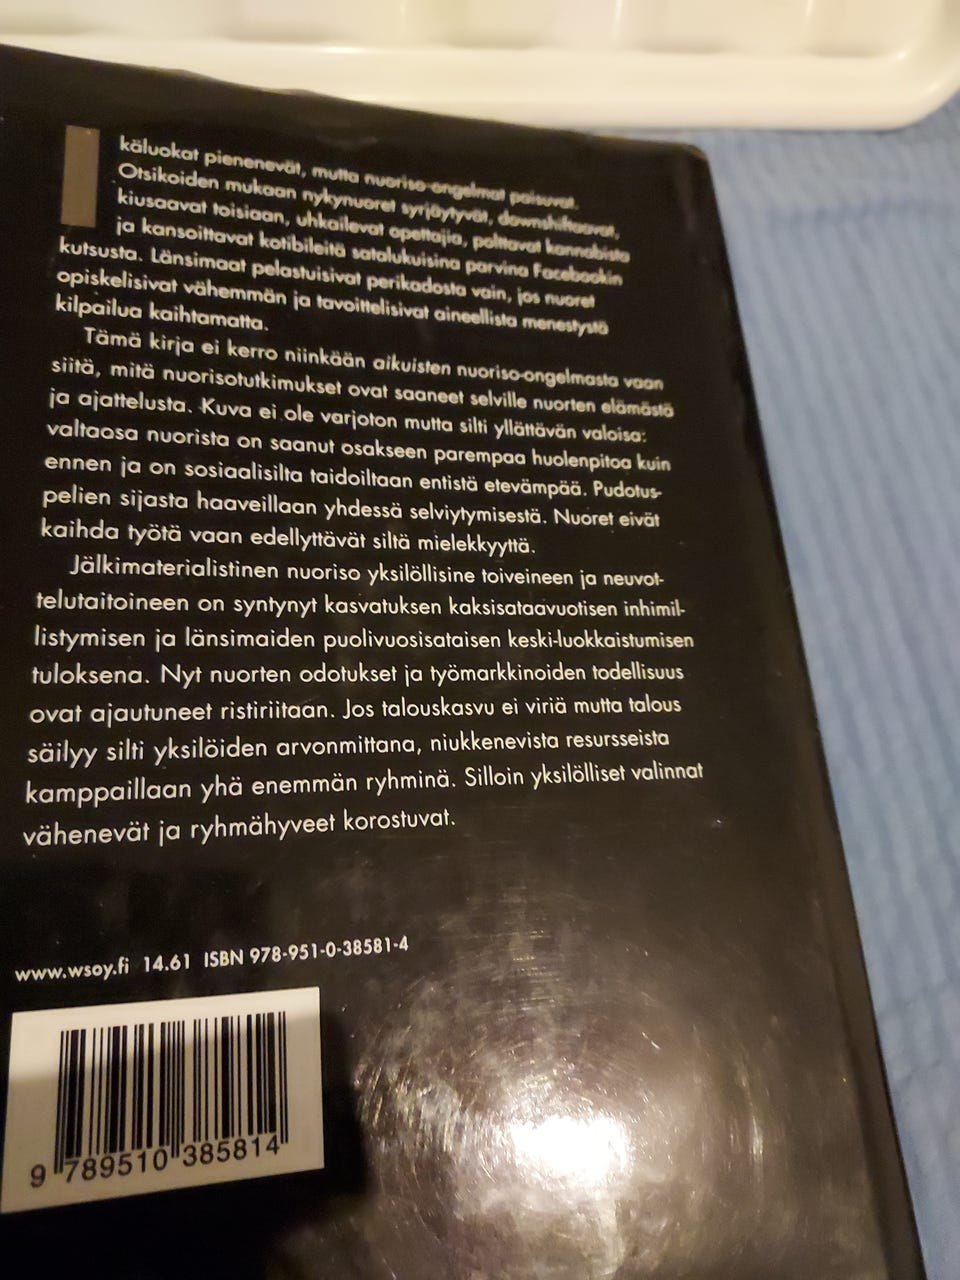 Ikäluokat pienenevät, mutta nuoriso-ongelmat paisuvat.
Otsikoiden mukaan nykynuoret syrjäytyvät, downshiftaavat,
kiusaavat toisiaan, uhkailevat opettajia, polttavat kannabista
ja kansoittavat kotibileitä satalukuisina parvina Facebookin
kutsusta. Länsimaat pelastuisivat perikadosta vain, jos nuoret
opiskelisivat vähemmän ja tavoittelisivat aineellista menestystä
kilpailua kaihtamatta.
Tämä kirja ei kerro niinkään aikuisten nuoriso-ongelmasta vaan
siitä, mitä nuorisotutkimukset ovat saaneet selville nuorten elämästä
ja ajattelusta. Kuva ei ole varjoton mutta silti yllättävän valoisa:
valtaosa nuorista on saanut osakseen parempaa huolenpitoa kuin
ennen ja on sosiaalisilta taidoiltaan entistä etevämpää. Pudotus-
pelien sijasta haaveillaan yhdessä selviytymisestä. Nuoret eivät
kaihda työtä vaan edellyttävät siltä mielekkyyttä.
Jälkimaterialistinen nuoriso yksilöllisine toiveineen ja neuvot-
telutaitoineen on syntynyt kasvatuksen kaksisataavuotisen inhimil-
listymisen ja länsimaiden puolivuosisataisen keski-luokkaistumisen
tuloksena. Nyt nuorten odotukset ja työmarkkinoiden todellisuus
ovat ajautuneet ristiriitaan. Jos talouskasvu ei viriä mutta talous
säilyy silti yksilöiden arvonmittana, niukkenevista resursseista
kamppaillaan yhä enemmän ryhminä. Silloin yksilölliset valinnat
vähenevät ja ryhmähyveet korostuvat.
www.wsoy.fi 14.61 ISBN 978-951-0-38581-4
9 789510 385814